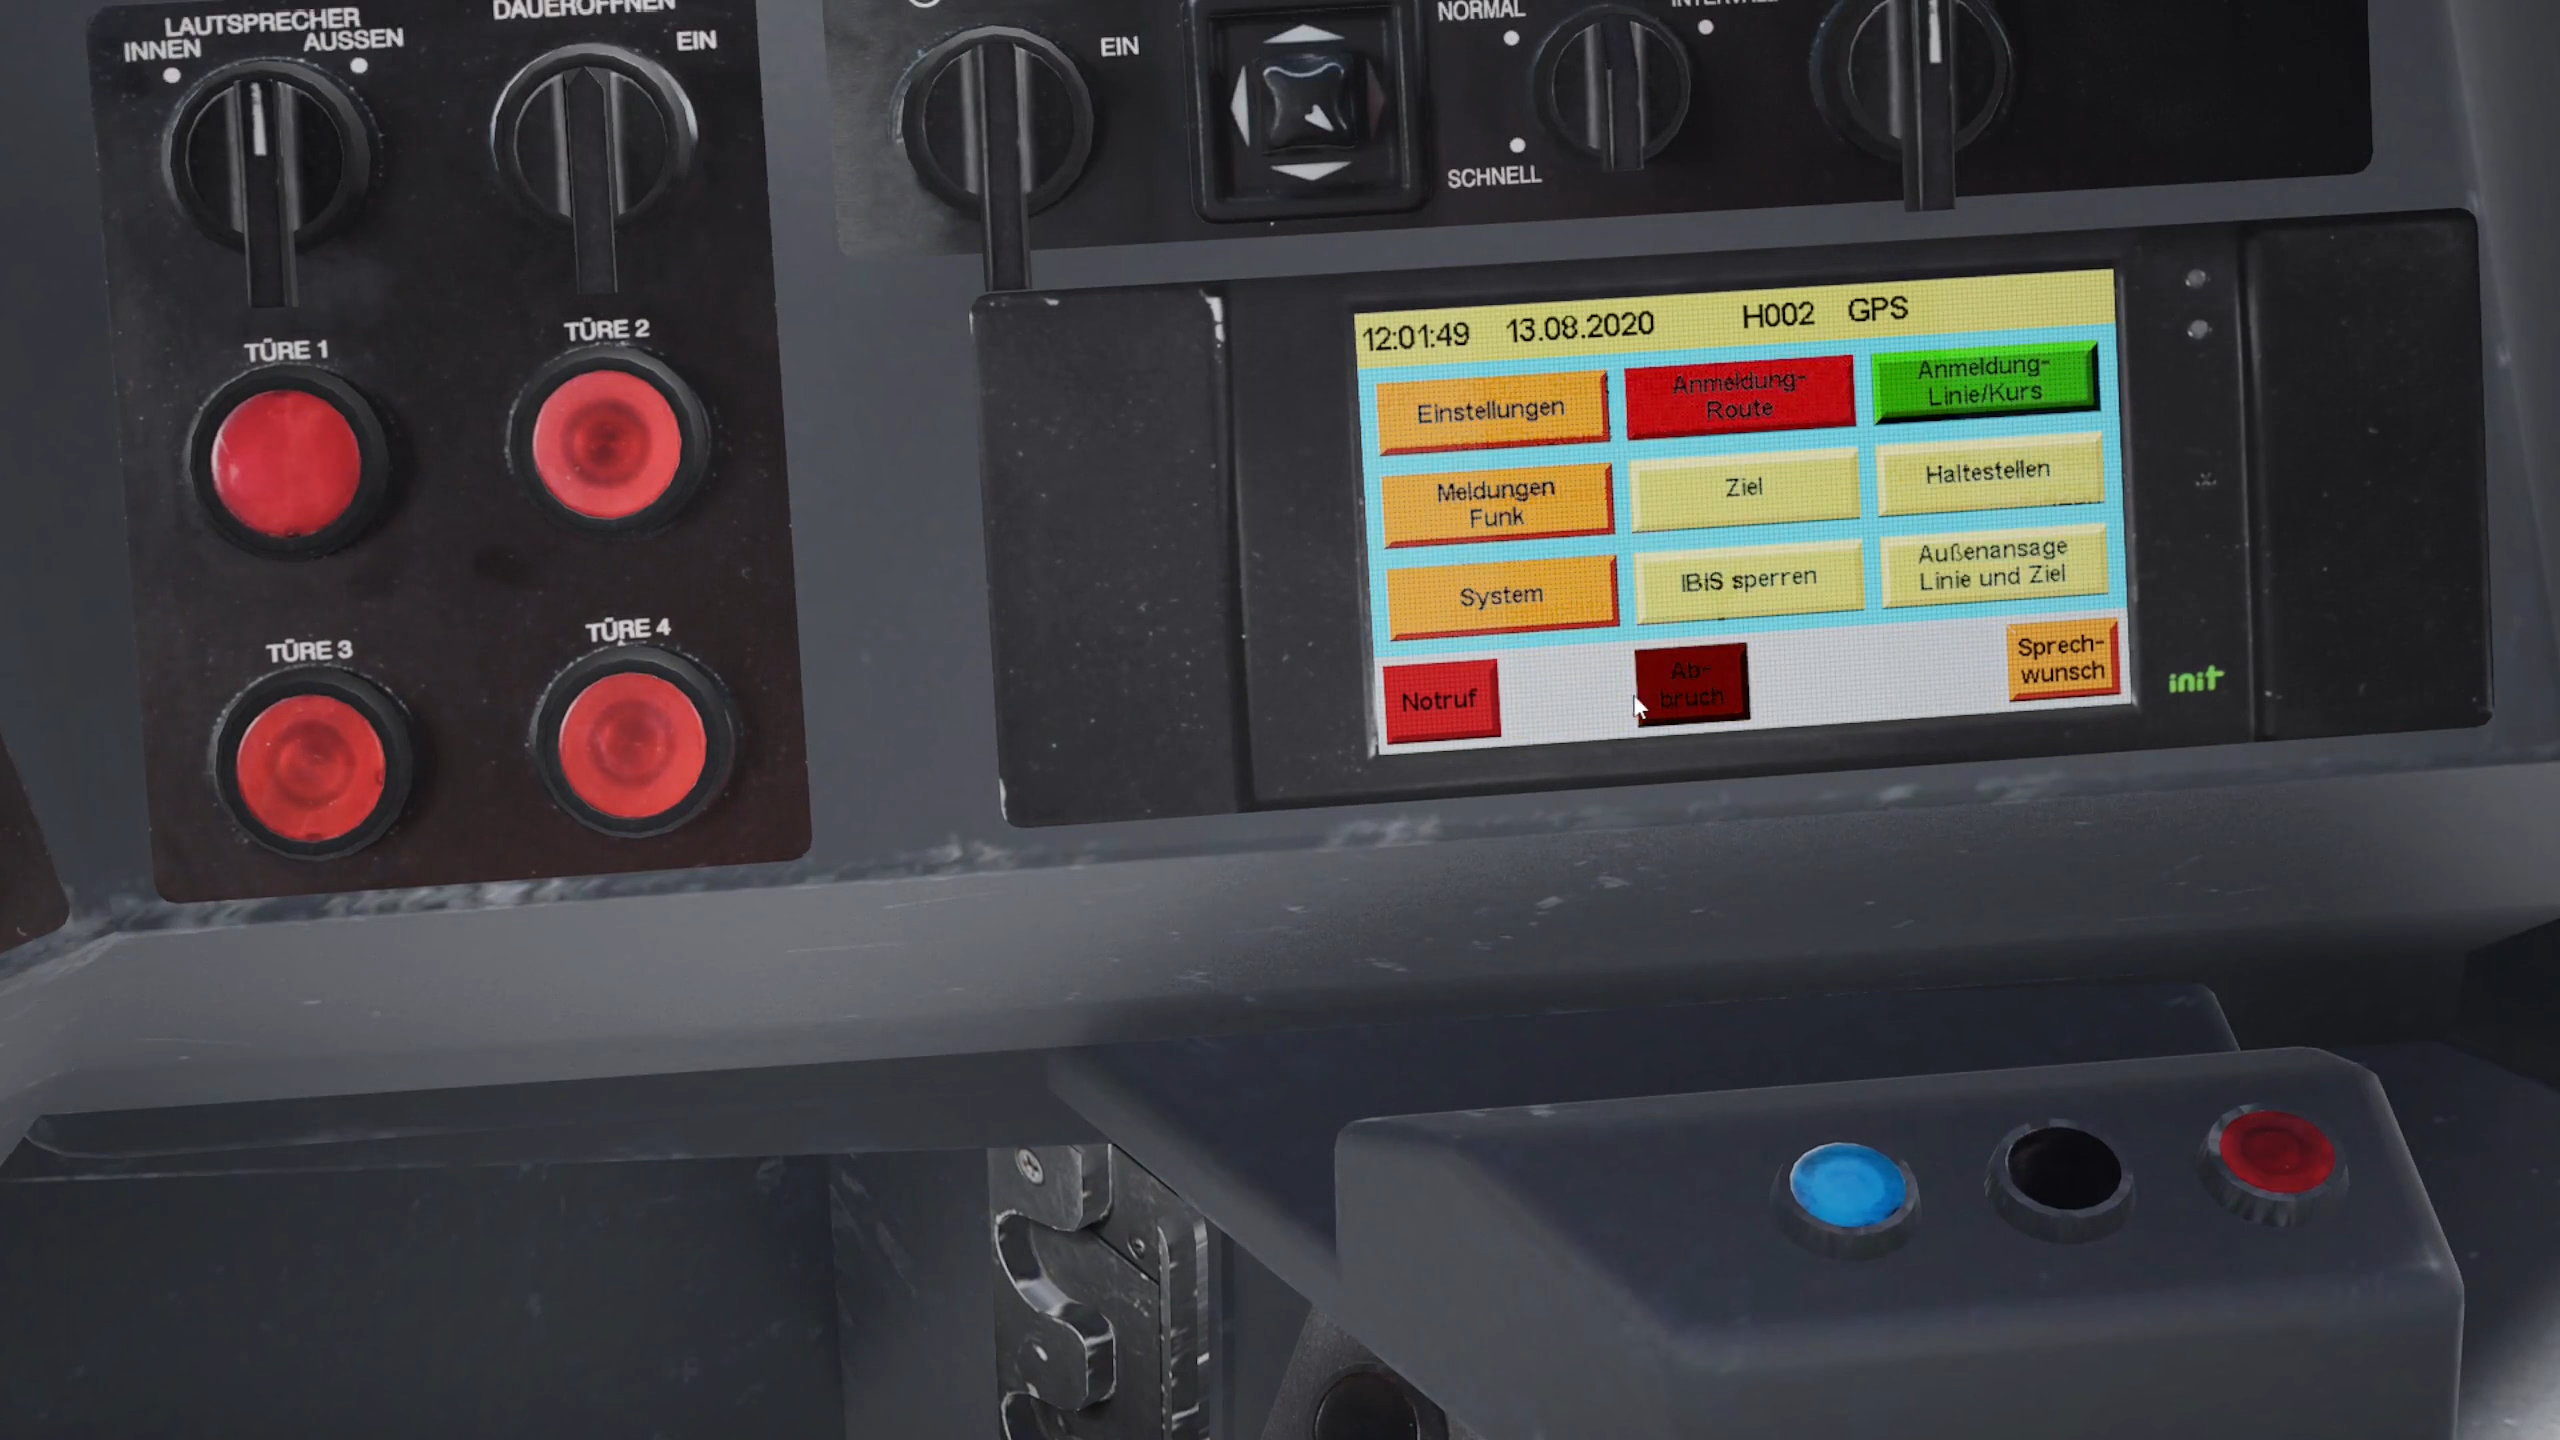 LAUTSPRECHER
INNEN
AUSSEN
DAUERÖFFNEN
EIN
EIN
NORMAL
INTERVALL
SCHNELL
TÜRE 1
TÜRE 2
TÜRE 3
TÜRE 4
12:01:49 13.08.2020 H002 GPS
Einstellungen
Anmeldung-
Route
Anmeldung-
Linie/Kurs
Meldungen
Funk
Ziel
Haltestellen
System
IBIS sperren
Außenansage
Linie und Ziel
Notruf
Ab-
bruch
Sprech-
wunsch
init